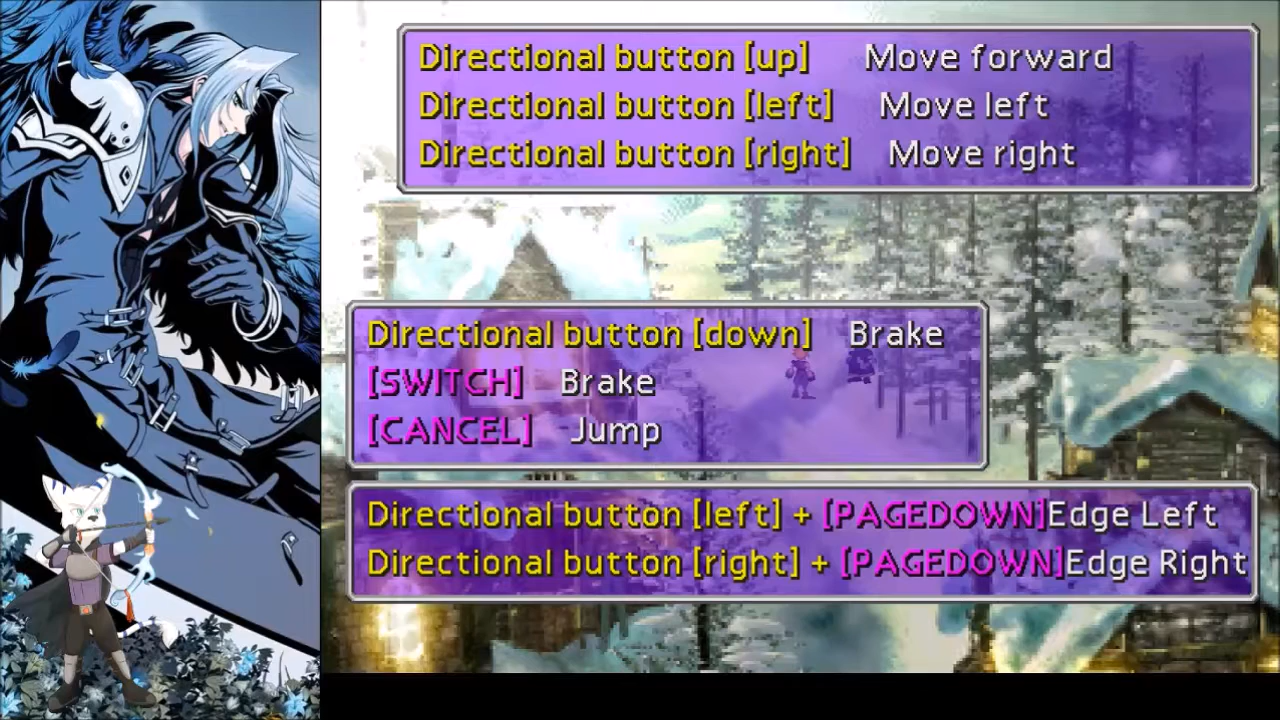 Directional button [up] Move forward
Directional button [left] Move left
Directional button [right] Move right
Directional button [down] Brake
[SWITCH] Brake
[CANCEL] Jump
Directional button [left] + [PAGEDOWN]Edge Left
Directional button [right] + [PAGEDOWN]Edge Right